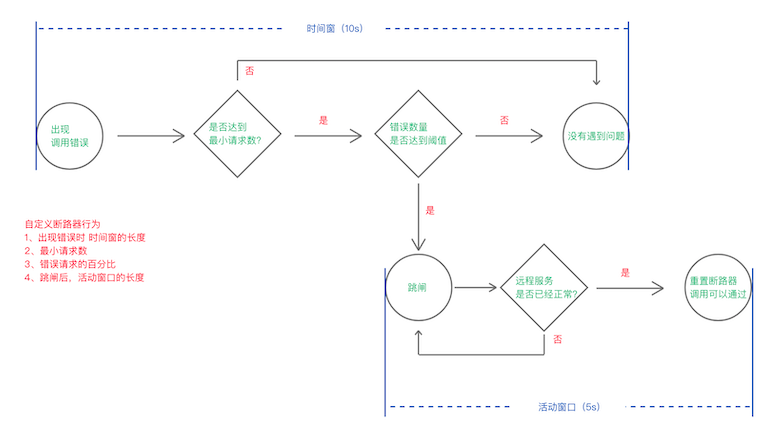 时间窗（10s）
否
出现
调用错误
是否达到
最小请求数?
是
错误数量
是否达到阈值
否
没有遇到问题
是
自定义断路器行为
1、出现错误时 时间窗的长度
2、最小请求数
3、错误请求的百分比
4、跳闸后，活动窗口的长度
跳闸
远程服务
是否已经正常?
是
重置断路器
调用可以通过
否
活动窗口（5s）